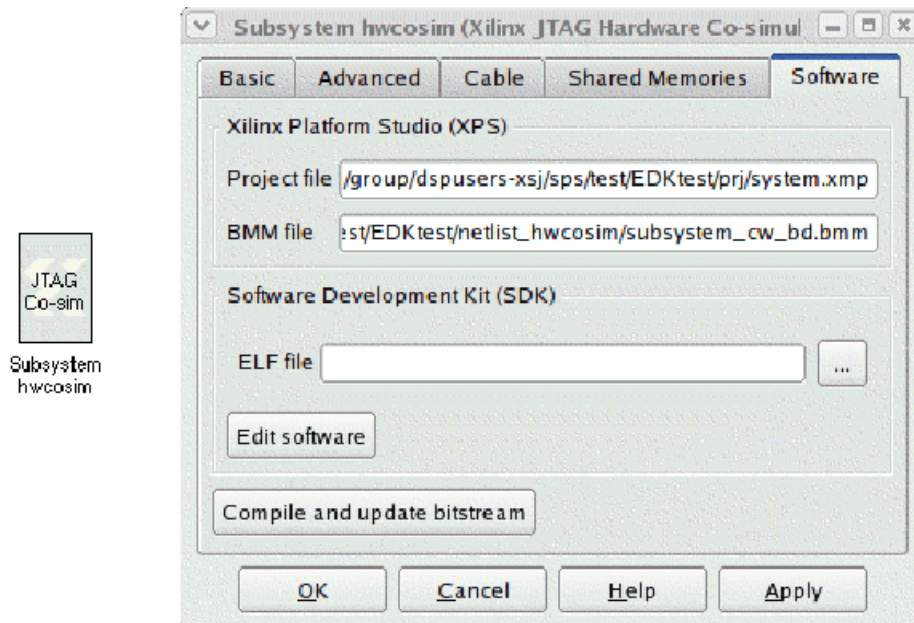 Subsystem hwcosim (Xilinx JTAG Hardware Co-simul
Basic Advanced Cable Shared Memories Software
Xilinx Platform Studio (XPS)
Project file /group/dspusers-xsj/sps/test/EDKtest/prj/system.xmp
BMM file est/EDKtest/netlist_hwcosim/subsystem_cw_bd.bmm
Software Development Kit (SDK)
ELF file ...
Edit software
Compile and update bitstream
OK Cancel Help Apply
JTAG
Co-sim
Subsystem
hwcosim